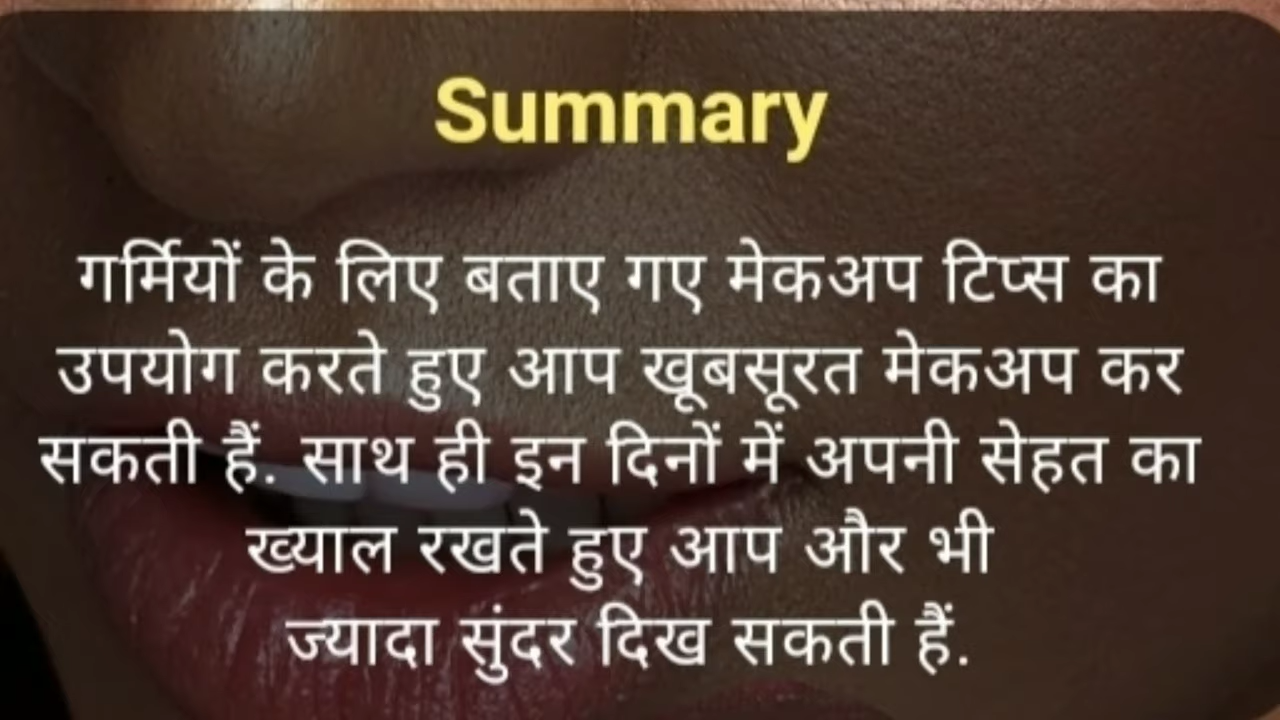 Summary
गर्मियों के लिए बताए गए मेकअप टिप्स का
उपयोग करते हुए आप खूबसूरत मेकअप कर
सकती हैं. साथ ही इन दिनों में अपनी सेहत का
ख्याल रखते हुए आप और भी
ज्यादा सुंदर दिख सकती हैं.